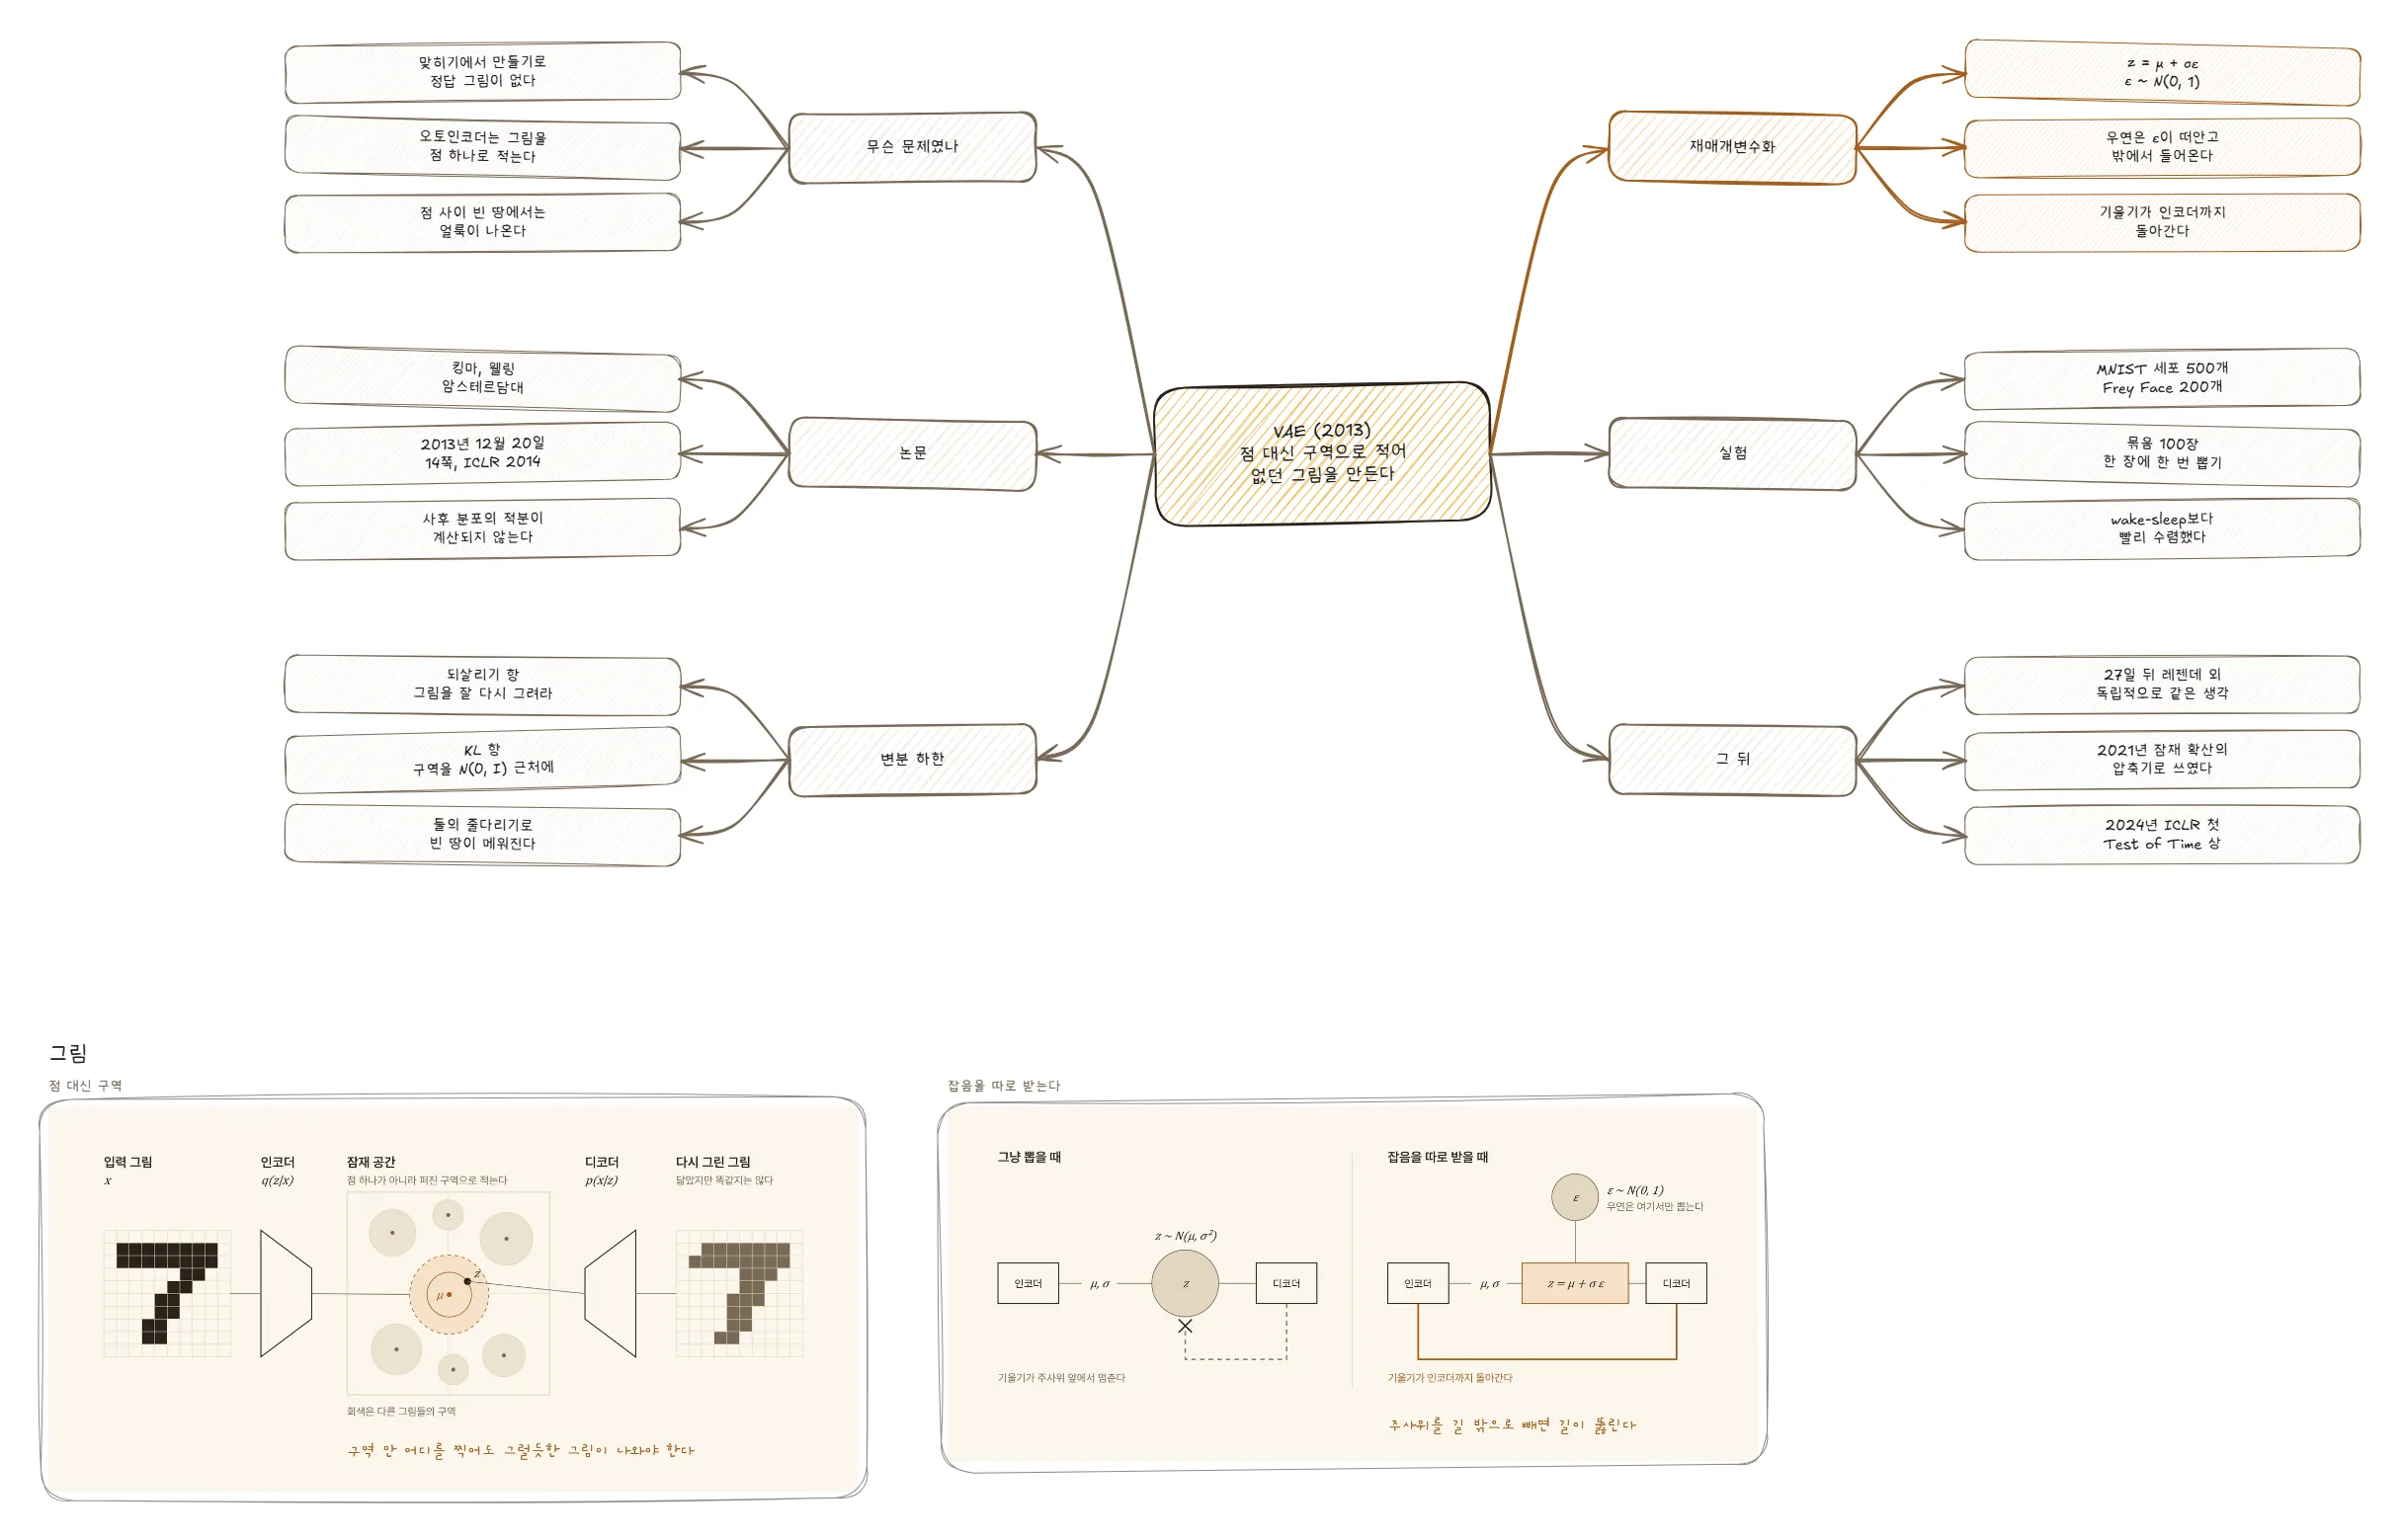 맞히기에서 만들기로
정답 그림이 없다
오토인코더는 그림을
점 하나로 적는다
점 사이 빈 땅에서는
얼룩이 나온다
무슨 문제였나
킹마, 웰링
암스테르담대
2013년 12월 20일
14쪽, ICLR 2014
사후 분포의 적분이
계산되지 않는다
논문
되살리기 항
그림을 잘 다시 그려라
KL 항
구역을 N(0, I) 근처에
둘의 줄다리기로
빈 땅이 메워진다
변분 하한
VAE (2013)
점 대신 구역으로 적어
없던 그림을 만든다
재매개변수화
z = μ + σε
ε ~ N(0, 1)
우연은 ε이 떠안고
밖에서 들어온다
기울기가 인코더까지
돌아간다
실험
MNIST 세포 500개
Frey Face 200개
묶음 100장
한 장에 한 번 뽑기
wake-sleep보다
빨리 수렴했다
그 뒤
27일 뒤 레젠데 외
독립적으로 같은 생각
2021년 잠재 확산의
압축기로 쓰였다
2024년 ICLR 첫
Test of Time 상
그림
점 대신 구역
입력 그림
x
인코더
q(z|x)
잠재 공간
점 하나가 아니라 퍼진 구역으로 적는다
디코더
p(x|z)
다시 그린 그림
닮았지만 똑같지는 않다
z
μ
회색은 다른 그림들의 구역
구역 안 어디를 찍어도 그럴듯한 그림이 나와야 한다
잡음을 따로 받는다
그냥 뽑을 때
z ~ N(μ, σ²)
인코더
μ, σ
z
디코더
기울기가 주사위 앞에서 멈춘다
잡음을 따로 받을 때
ε
ε ~ N(0, 1)
우연은 여기서만 뽑는다
인코더
μ, σ
z = μ + σ ε
디코더
기울기가 인코더까지 돌아간다
주사위를 길 밖으로 빼면 길이 뚫린다